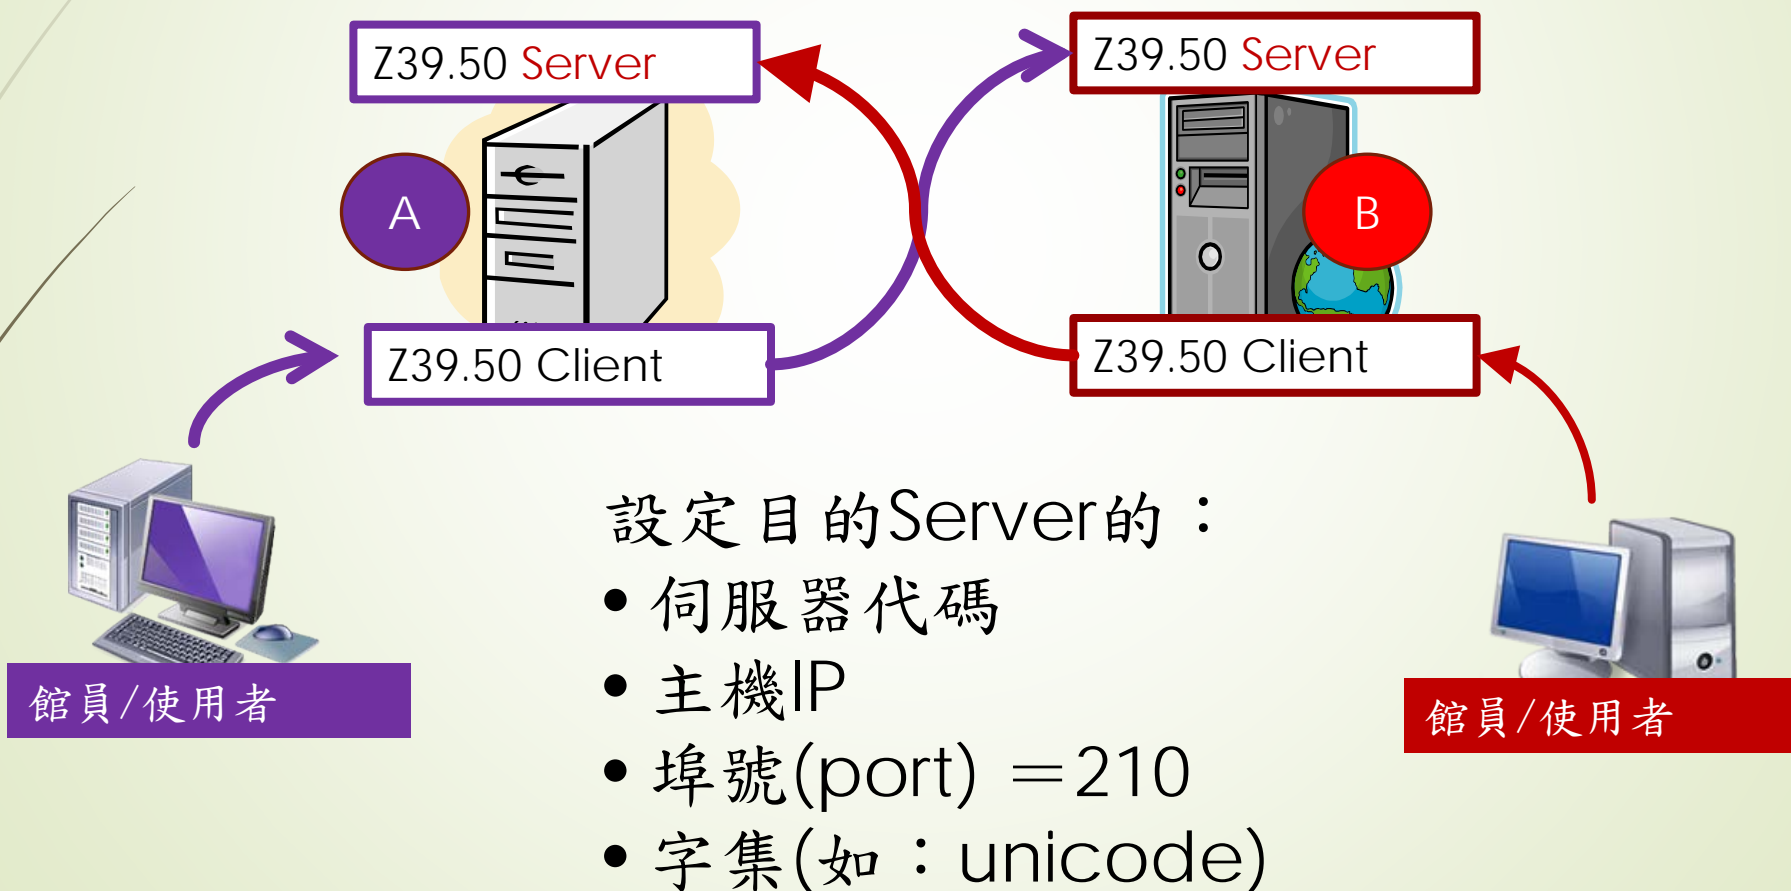 Z39.50 Server
Z39.50 Server
A
B
Z39.50 Client
Z39.50 Client
設定目的Server的：
• 伺服器代碼
• 主機IP
• 埠號(port) ＝210
• 字集(如：unicode)
館員/使用者
館員/使用者